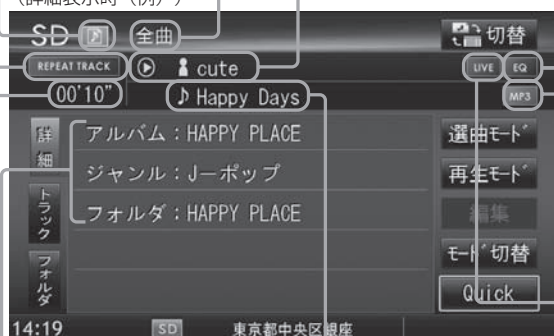 （詳細表示時（例））
SD 全曲 切替
REPEAT TRACK cute LIVE EQ
00'10" Happy Days MP3
詳細 アルバム：HAPPY PLACE 選曲ﾓｰﾄﾞ
ジャンル：J－ポップ 再生ﾓｰﾄﾞ
トラック フォルダ：HAPPY PLACE 編集
フォルダ ﾓｰﾄﾞ切替
Quick
14:19 SD 東京都中央区銀座